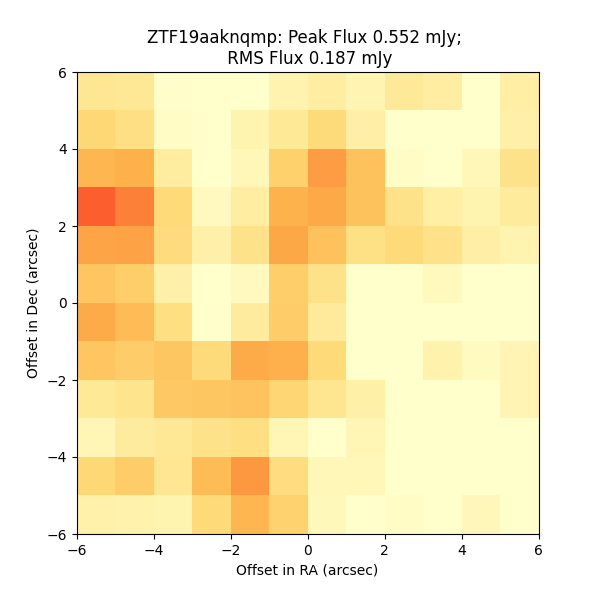 ZTF19aaknqmp: Peak Flux 0.552 mJy;
RMS Flux 0.187 mJy
6
4
2
0
−2
−4
−6
Offset in Dec (arcsec)
−6 −4 −2 0 2 4 6
Offset in RA (arcsec)